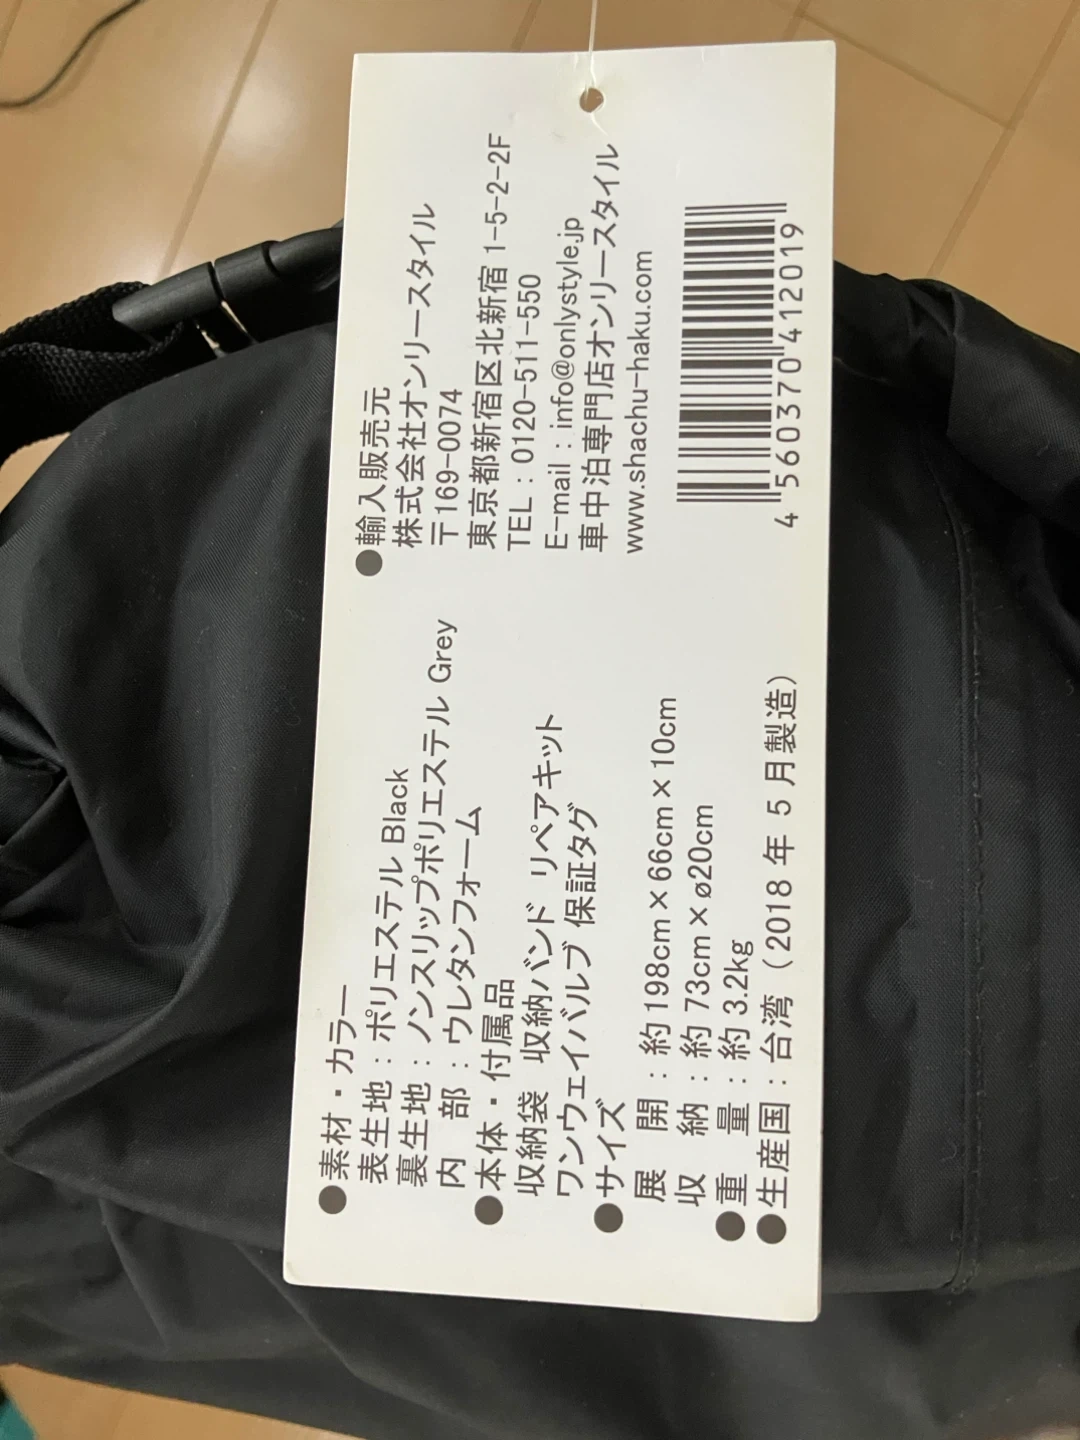 ●素材・カラー
表生地：ポリエステル Black
裏生地：ノンスリップポリエステル Grey
内　部：ウレタンフォーム
●本体・付属品
収納袋　収納バンド　リペアキット
ワンウェイバルブ 保証タグ
●サイズ
展　開：約 198cm×66cm×10cm
収　納：約 73cm×ø20cm
●重　量：約 3.2kg
●生産国：台湾（2018 年 5 月製造）
●輸入販売元
株式会社オンリースタイル
〒169-0074
東京都新宿区北新宿 1-5-2-2F
TEL：0120-511-550
E-mail：info@onlystyle.jp
車中泊専門店オンリースタイル
www.shachu-haku.com
4 560370 412019